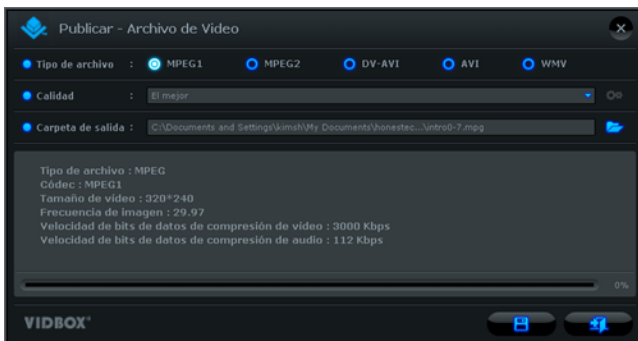 Publicar - Archivo de Video
Tipo de archivo : MPEG1 MPEG2 DV-AVI AVI WMV
Calidad : El mejor
Carpeta de salida : C:\Documents and Settings\kimsh\My Documents\honestec...\intro0-7.mpg
Tipo de archivo : MPEG
Códec : MPEG1
Tamaño de vídeo : 320*240
Frecuencia de imagen : 29.97
Velocidad de bits de datos de compresión de vídeo : 3000 Kbps
Velocidad de bits de datos de compresión de audio : 112 Kbps
0%
VIDBOX®